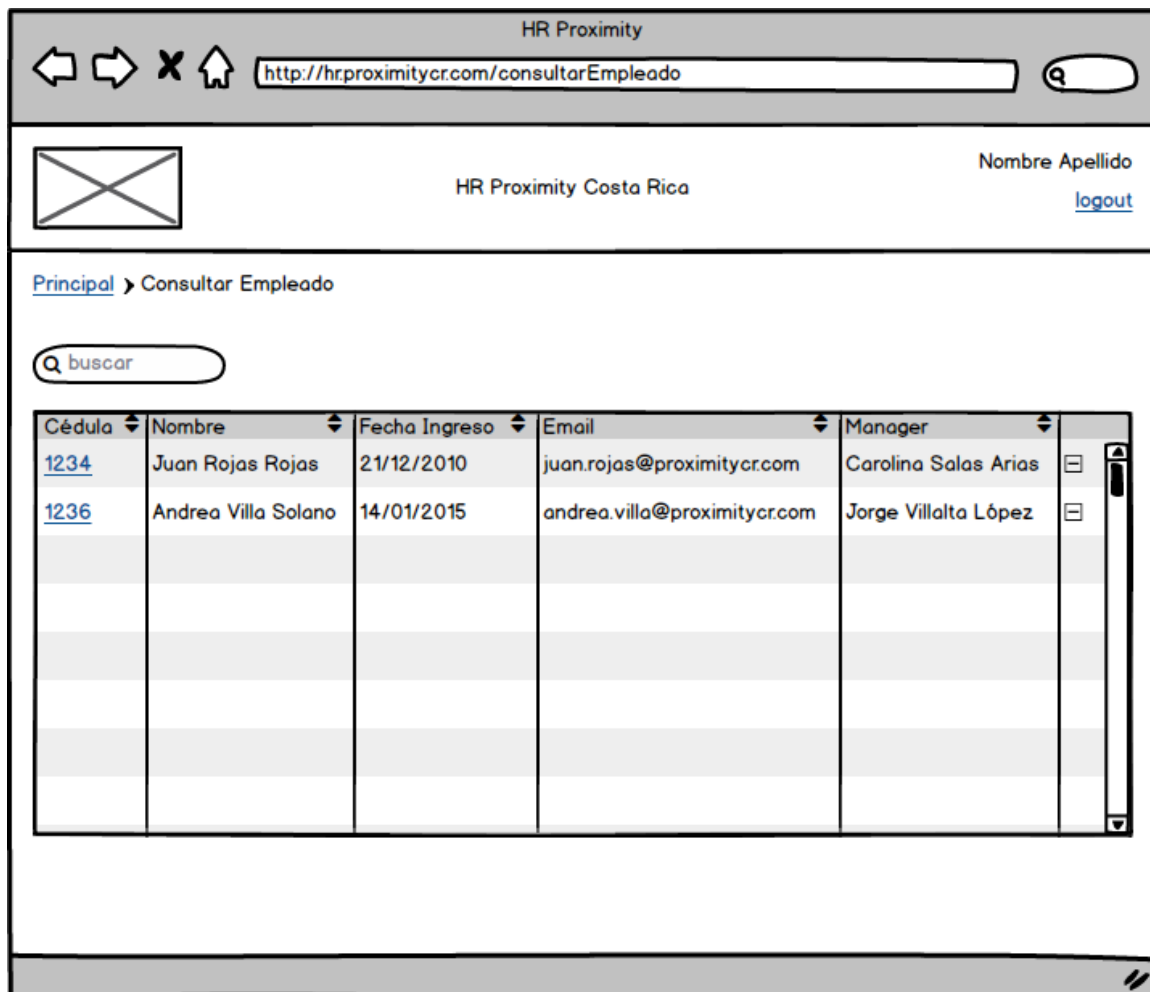 HR Proximity
http://hr.proximitycr.com/consultarEmpleado
HR Proximity Costa Rica
Nombre Apellido
logout
Principal Consultar Empleado
buscar
Cédula Nombre Fecha Ingreso Email Manager
1234 Juan Rojas Rojas 21/12/2010 juan.rojas@proximitycr.com Carolina Salas Arias
1236 Andrea Villa Solano 14/01/2015 andrea.villa@proximitycr.com Jorge Villalta López